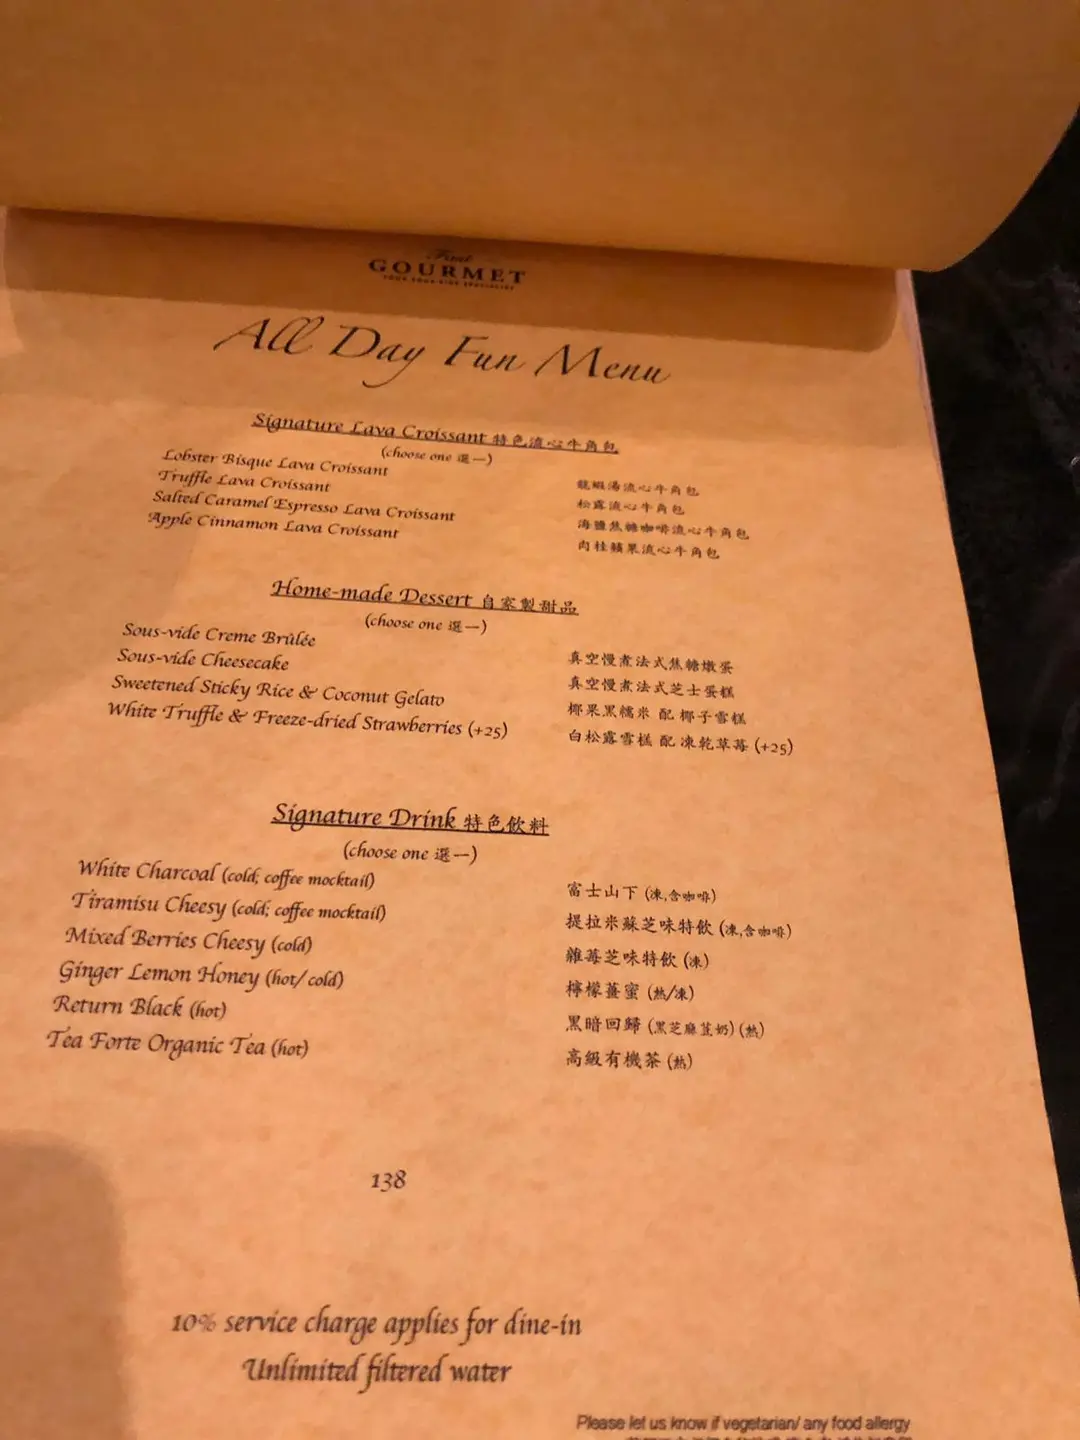 GOURMET
All Day Fun Menu
Signature Lava Croissant 特色流心牛角包
(choose one 選一)
Lobster Bisque Lava Croissant 龍蝦湯流心牛角包
Truffle Lava Croissant 松露流心牛角包
Salted Caramel Espresso Lava Croissant 海鹽焦糖咖啡流心牛角包
Apple Cinnamon Lava Croissant 肉桂蘋果流心牛角包
Home-made Dessert 自家製甜品
(choose one 選一)
Sous-vide Creme Brûlée 真空慢煮法式焦糖燉蛋
Sous-vide Cheesecake 真空慢煮法式芝士蛋糕
Sweetened Sticky Rice & Coconut Gelato 椰果黑糯米 配 椰子雪糕
White Truffle & Freeze-dried Strawberries (+25) 白松露雪糕 配 凍乾草莓 (+25)
Signature Drink 特色飲料
(choose one 選一)
White Charcoal (cold; coffee mocktail) 富士山下 (凍,含咖啡)
Tiramisu Cheesy (cold; coffee mocktail) 提拉米蘇芝味特飲 (凍,含咖啡)
Mixed Berries Cheesy (cold) 雜莓芝味特飲 (凍)
Ginger Lemon Honey (hot/ cold) 檸檬薑蜜 (熱/凍)
Return Black (hot) 黑暗回歸 (黑芝麻荳奶) (熱)
Tea Forte Organic Tea (hot) 高級有機茶 (熱)
138
10% service charge applies for dine-in
Unlimited filtered water
Please let us know if vegetarian/ any food allergy